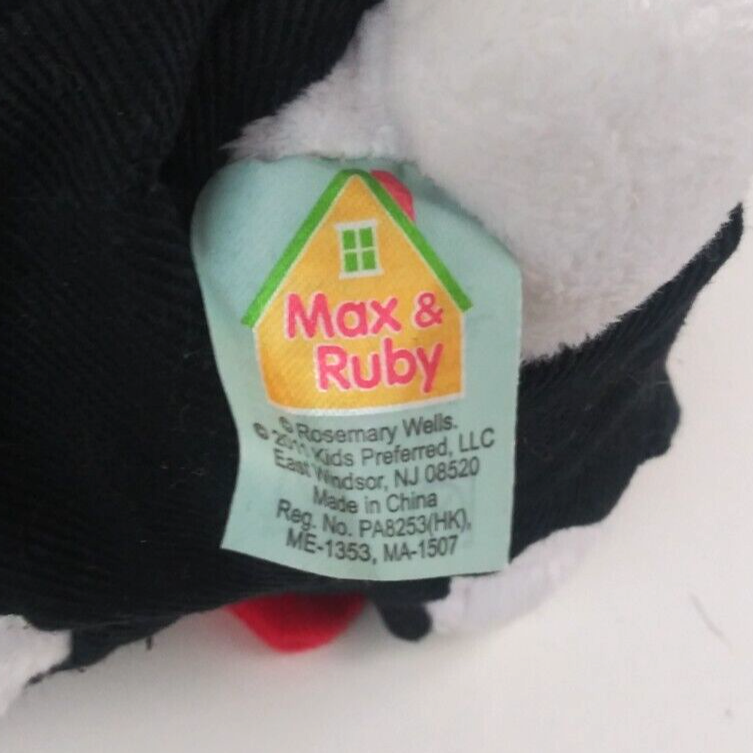 Max &
Ruby
© Rosemary Wells.
© 2011 Kids Preferred, LLC
East Windsor, NJ 08520
Made in China
Reg. No. PA8253(HK),
ME-1353, MA-1507